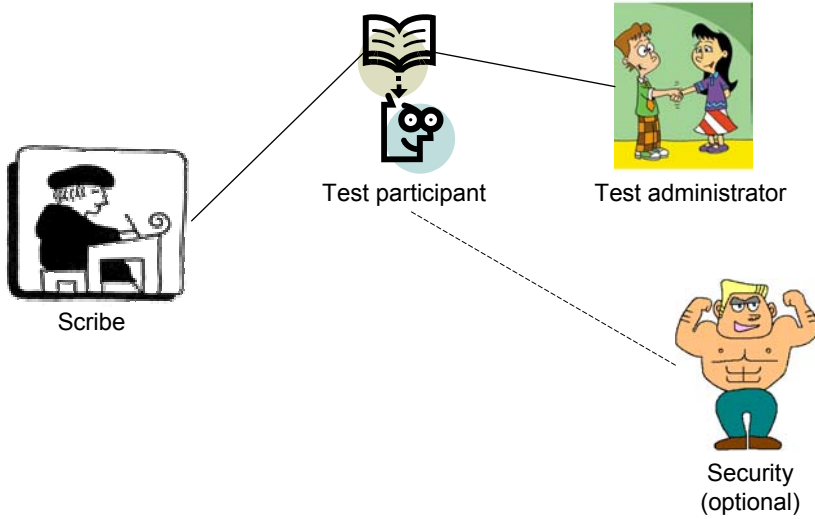 Test participant
Test administrator
Scribe
Security
(optional)